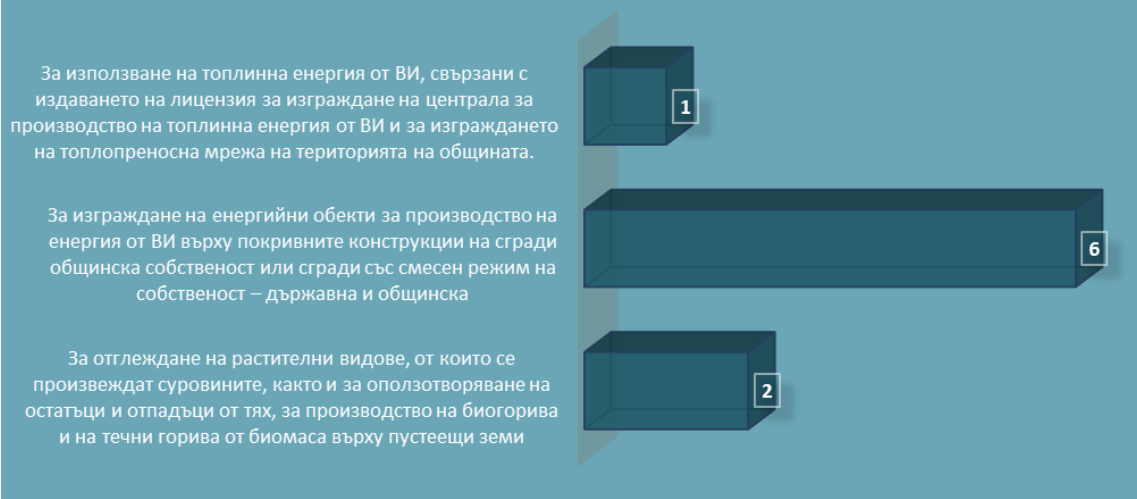 За използване на топлинна енергия от ВИ, свързани с
издаването на лицензия за изграждане на централа за
производство на топлинна енергия от ВИ и за изграждането
на топлопреносна мрежа на територията на общината.
1
За изграждане на енергийни обекти за производство на
енергия от ВИ върху покривните конструкции на сгради
общинска собственост или сгради със смесен режим на
собственост – държавна и общинска
6
За отглеждане на растителни видове, от които се
произвеждат суровините, както и за оползотворяване на
остатъци и отпадъци от тях, за производство на биогорива
и на течни горива от биомаса върху пустеещи земи
2